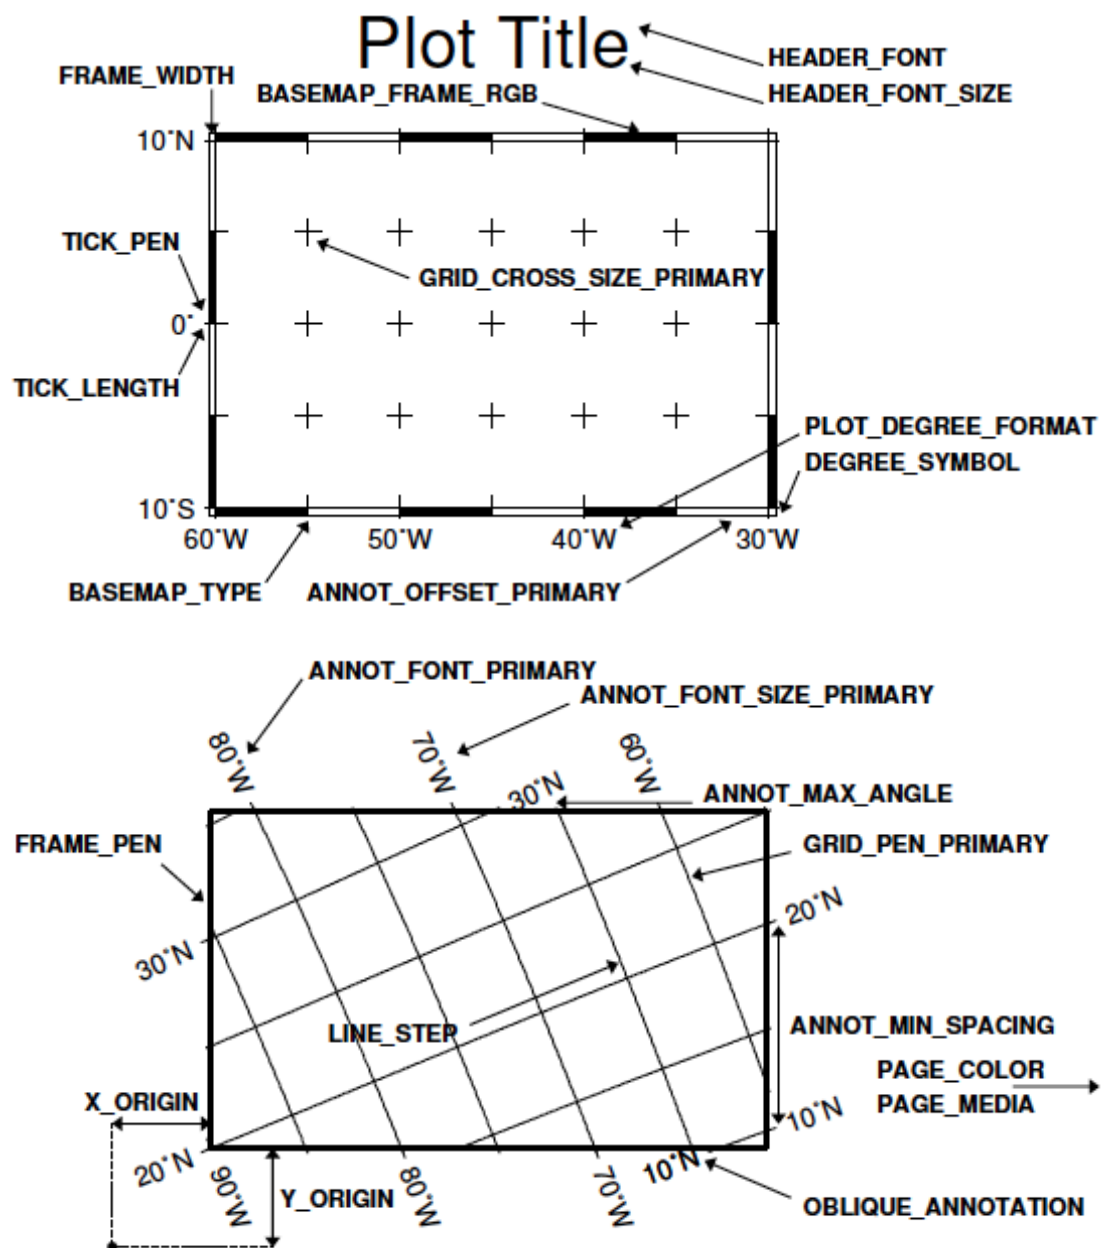 Plot Title
HEADER_FONT
HEADER_FONT_SIZE
FRAME_WIDTH
BASEMAP_FRAME_RGB
10°N
TICK_PEN
GRID_CROSS_SIZE_PRIMARY
0°
TICK_LENGTH
PLOT_DEGREE_FORMAT
DEGREE_SYMBOL
10°S
60°W
50°W
40°W
30°W
BASEMAP_TYPE
ANNOT_OFFSET_PRIMARY
ANNOT_FONT_PRIMARY
ANNOT_FONT_SIZE_PRIMARY
80°W
70°W
60°W
30°N
ANNOT_MAX_ANGLE
FRAME_PEN
GRID_PEN_PRIMARY
20°N
30°N
LINE_STEP
ANNOT_MIN_SPACING
PAGE_COLOR
PAGE_MEDIA
X_ORIGIN
10°N
20°N
90°W
Y_ORIGIN
80°W
70°W
10°N
OBLIQUE_ANNOTATION